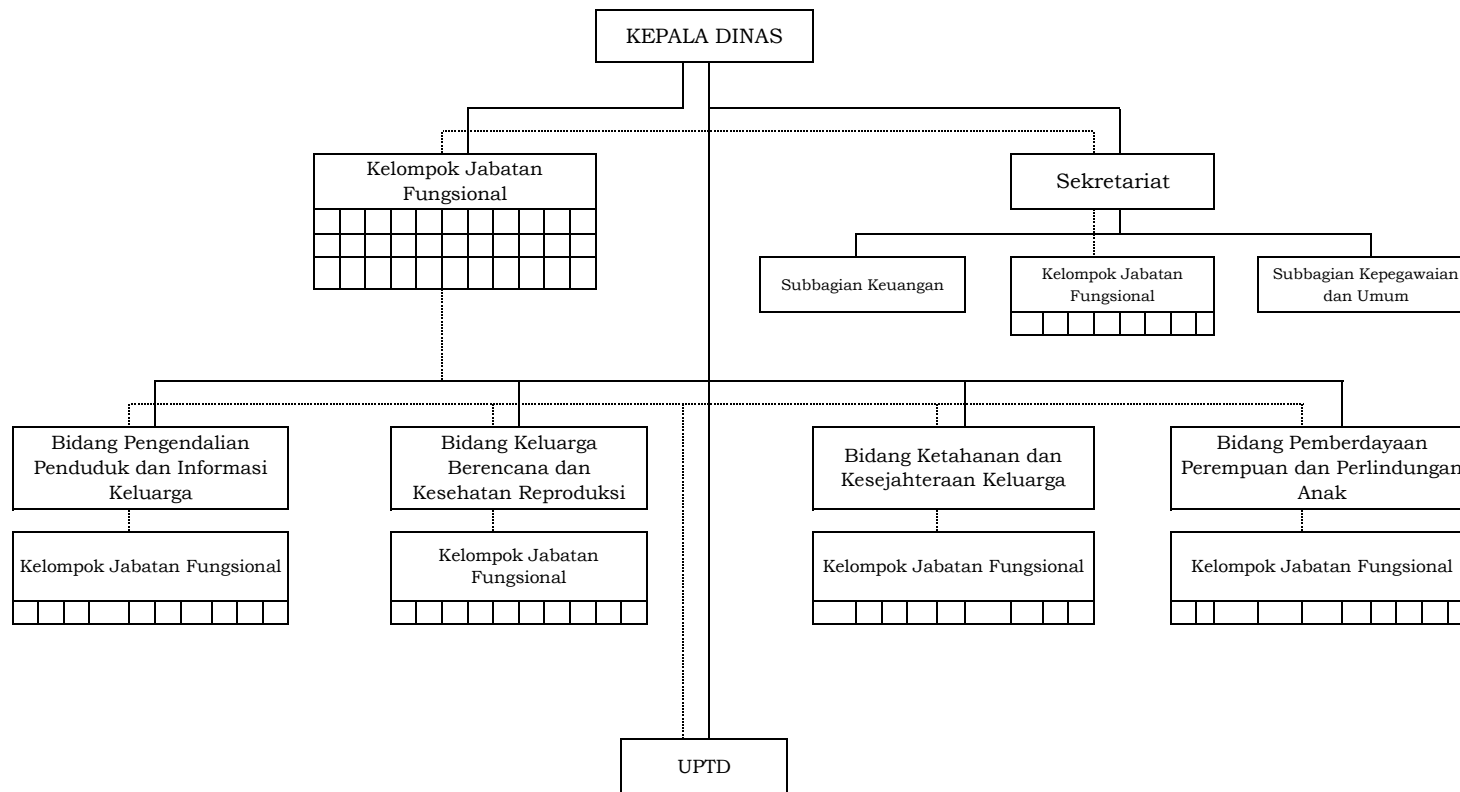 KEPALA DINAS
Kelompok Jabatan
Fungsional
Sekretariat
Subbagian Keuangan
Kelompok Jabatan
Fungsional
Subbagian Kepegawaian
dan Umum
Bidang Pengendalian
Penduduk dan Informasi
Keluarga
Bidang Keluarga
Berencana dan
Kesehatan Reproduksi
Bidang Ketahanan dan
Kesejahteraan Keluarga
Bidang Pemberdayaan
Perempuan dan Perlindungan
Anak
Kelompok Jabatan Fungsional
Kelompok Jabatan
Fungsional
Kelompok Jabatan Fungsional
Kelompok Jabatan Fungsional
UPTD